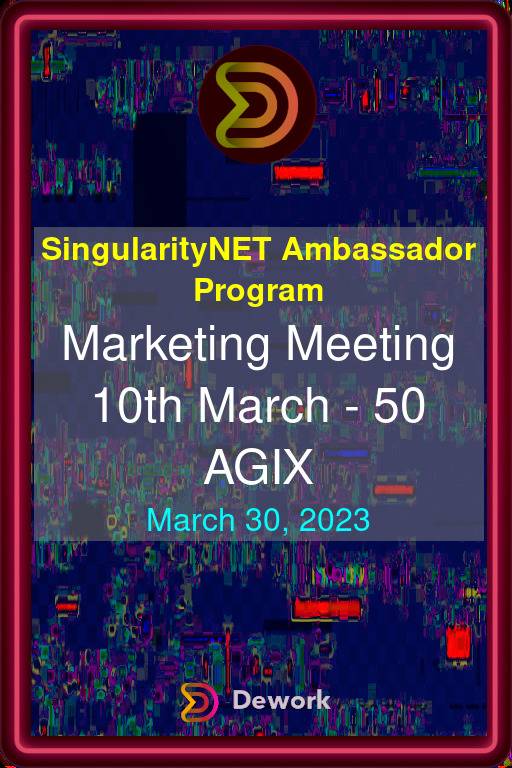 SingularityNET Ambassador
Program
Marketing Meeting
10th March - 50
AGIX
March 30, 2023
Dework